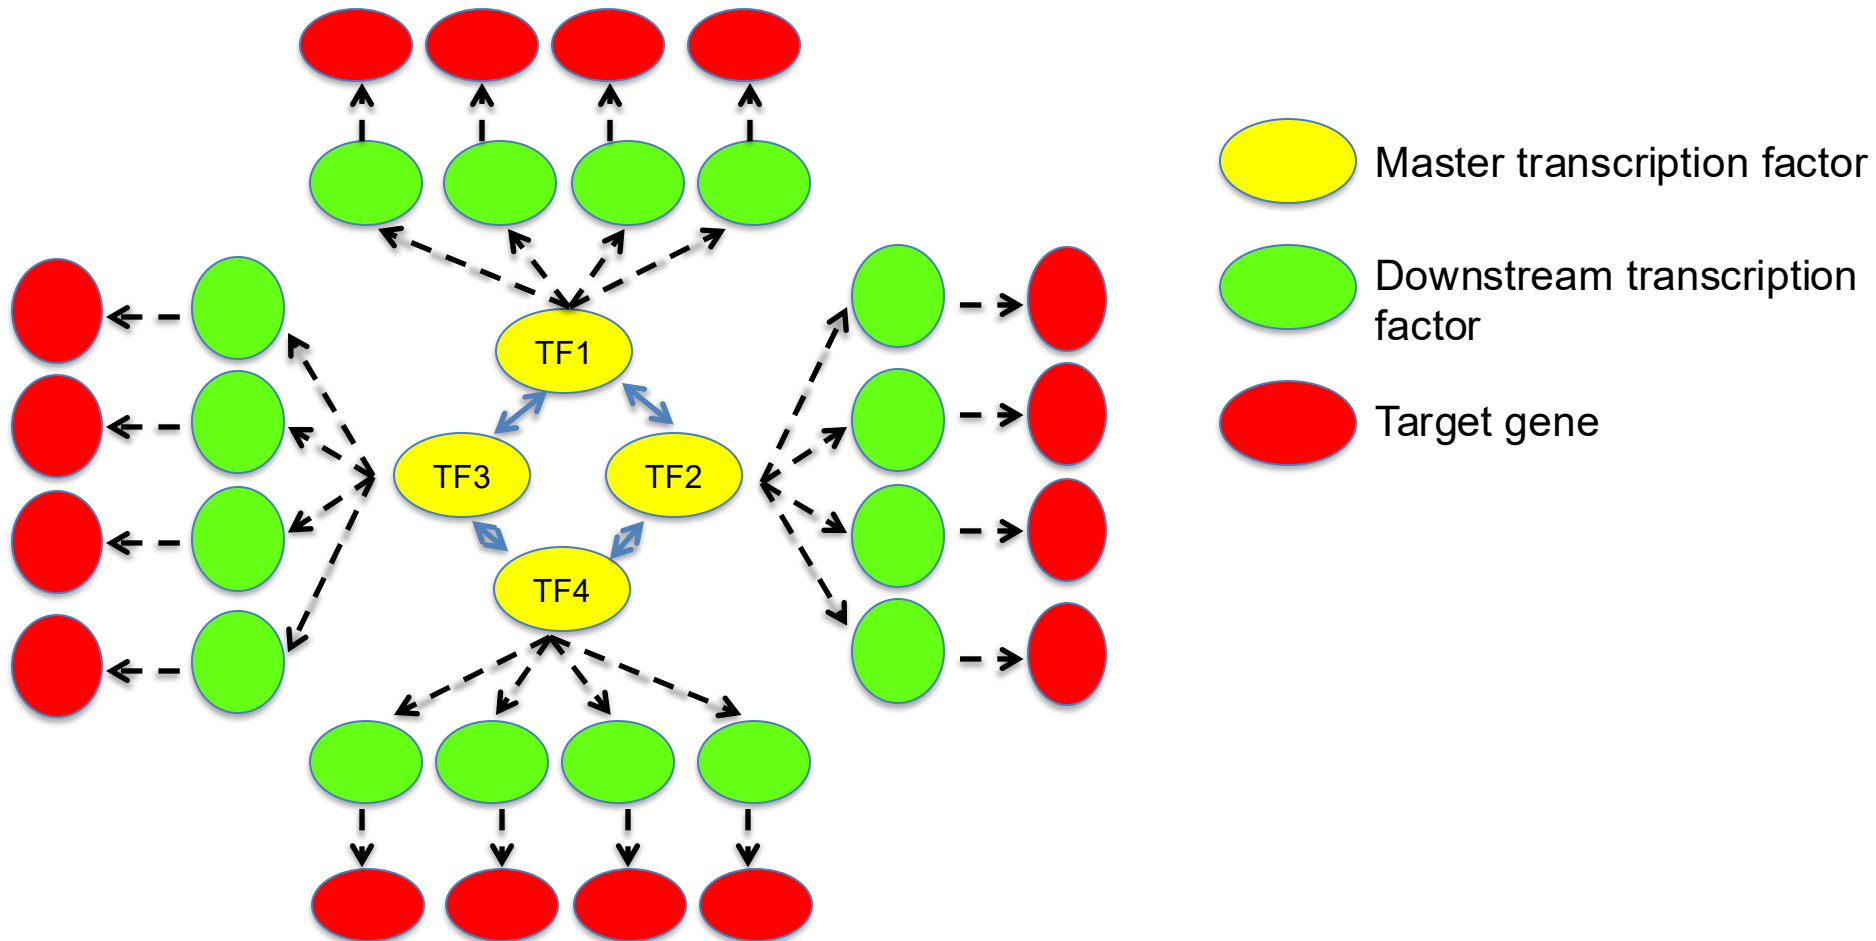 TF1
TF3
TF2
TF4
Master transcription factor
Downstream transcription
factor
Target gene